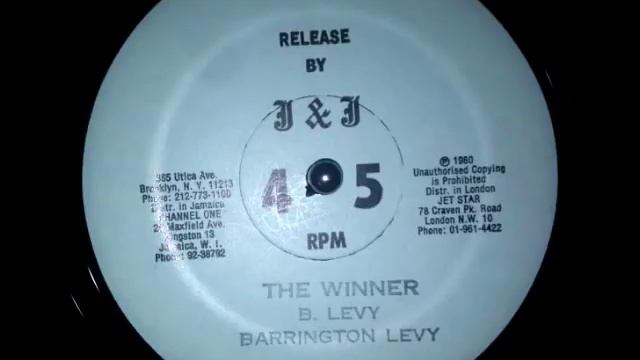 RELEASE
BY
J & J
45
RPM
385 Utica Ave.
Brooklyn, N. Y. 11213
Phone: 212-773-1100
Distr. in Jamaica
CHANNEL ONE
Maxfield Ave.
Kingston 13
Jamaica, W. I.
Phone: 92-38792
℗ 1980
Unauthorised Copying
is Prohibited
Distr. in London
JET STAR
78 Craven Pk. Road
London N.W. 10
Phone: 01-961-4422
THE WINNER
B. LEVY
BARRINGTON LEVY